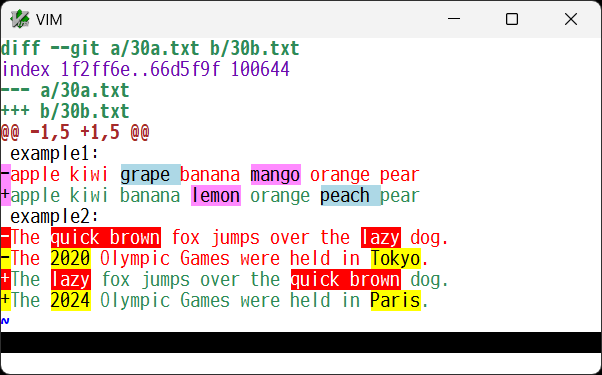 VIM
diff --git a/30a.txt b/30b.txt
index 1f2ff6e..66d5f9f 100644
--- a/30a.txt
+++ b/30b.txt
@@ -1,5 +1,5 @@
 example1:
-apple kiwi grape banana mango orange pear
+apple kiwi banana lemon orange peach pear
 example2:
-The quick brown fox jumps over the lazy dog.
-The 2020 Olympic Games were held in Tokyo.
+The lazy fox jumps over the quick brown dog.
+The 2024 Olympic Games were held in Paris.
~